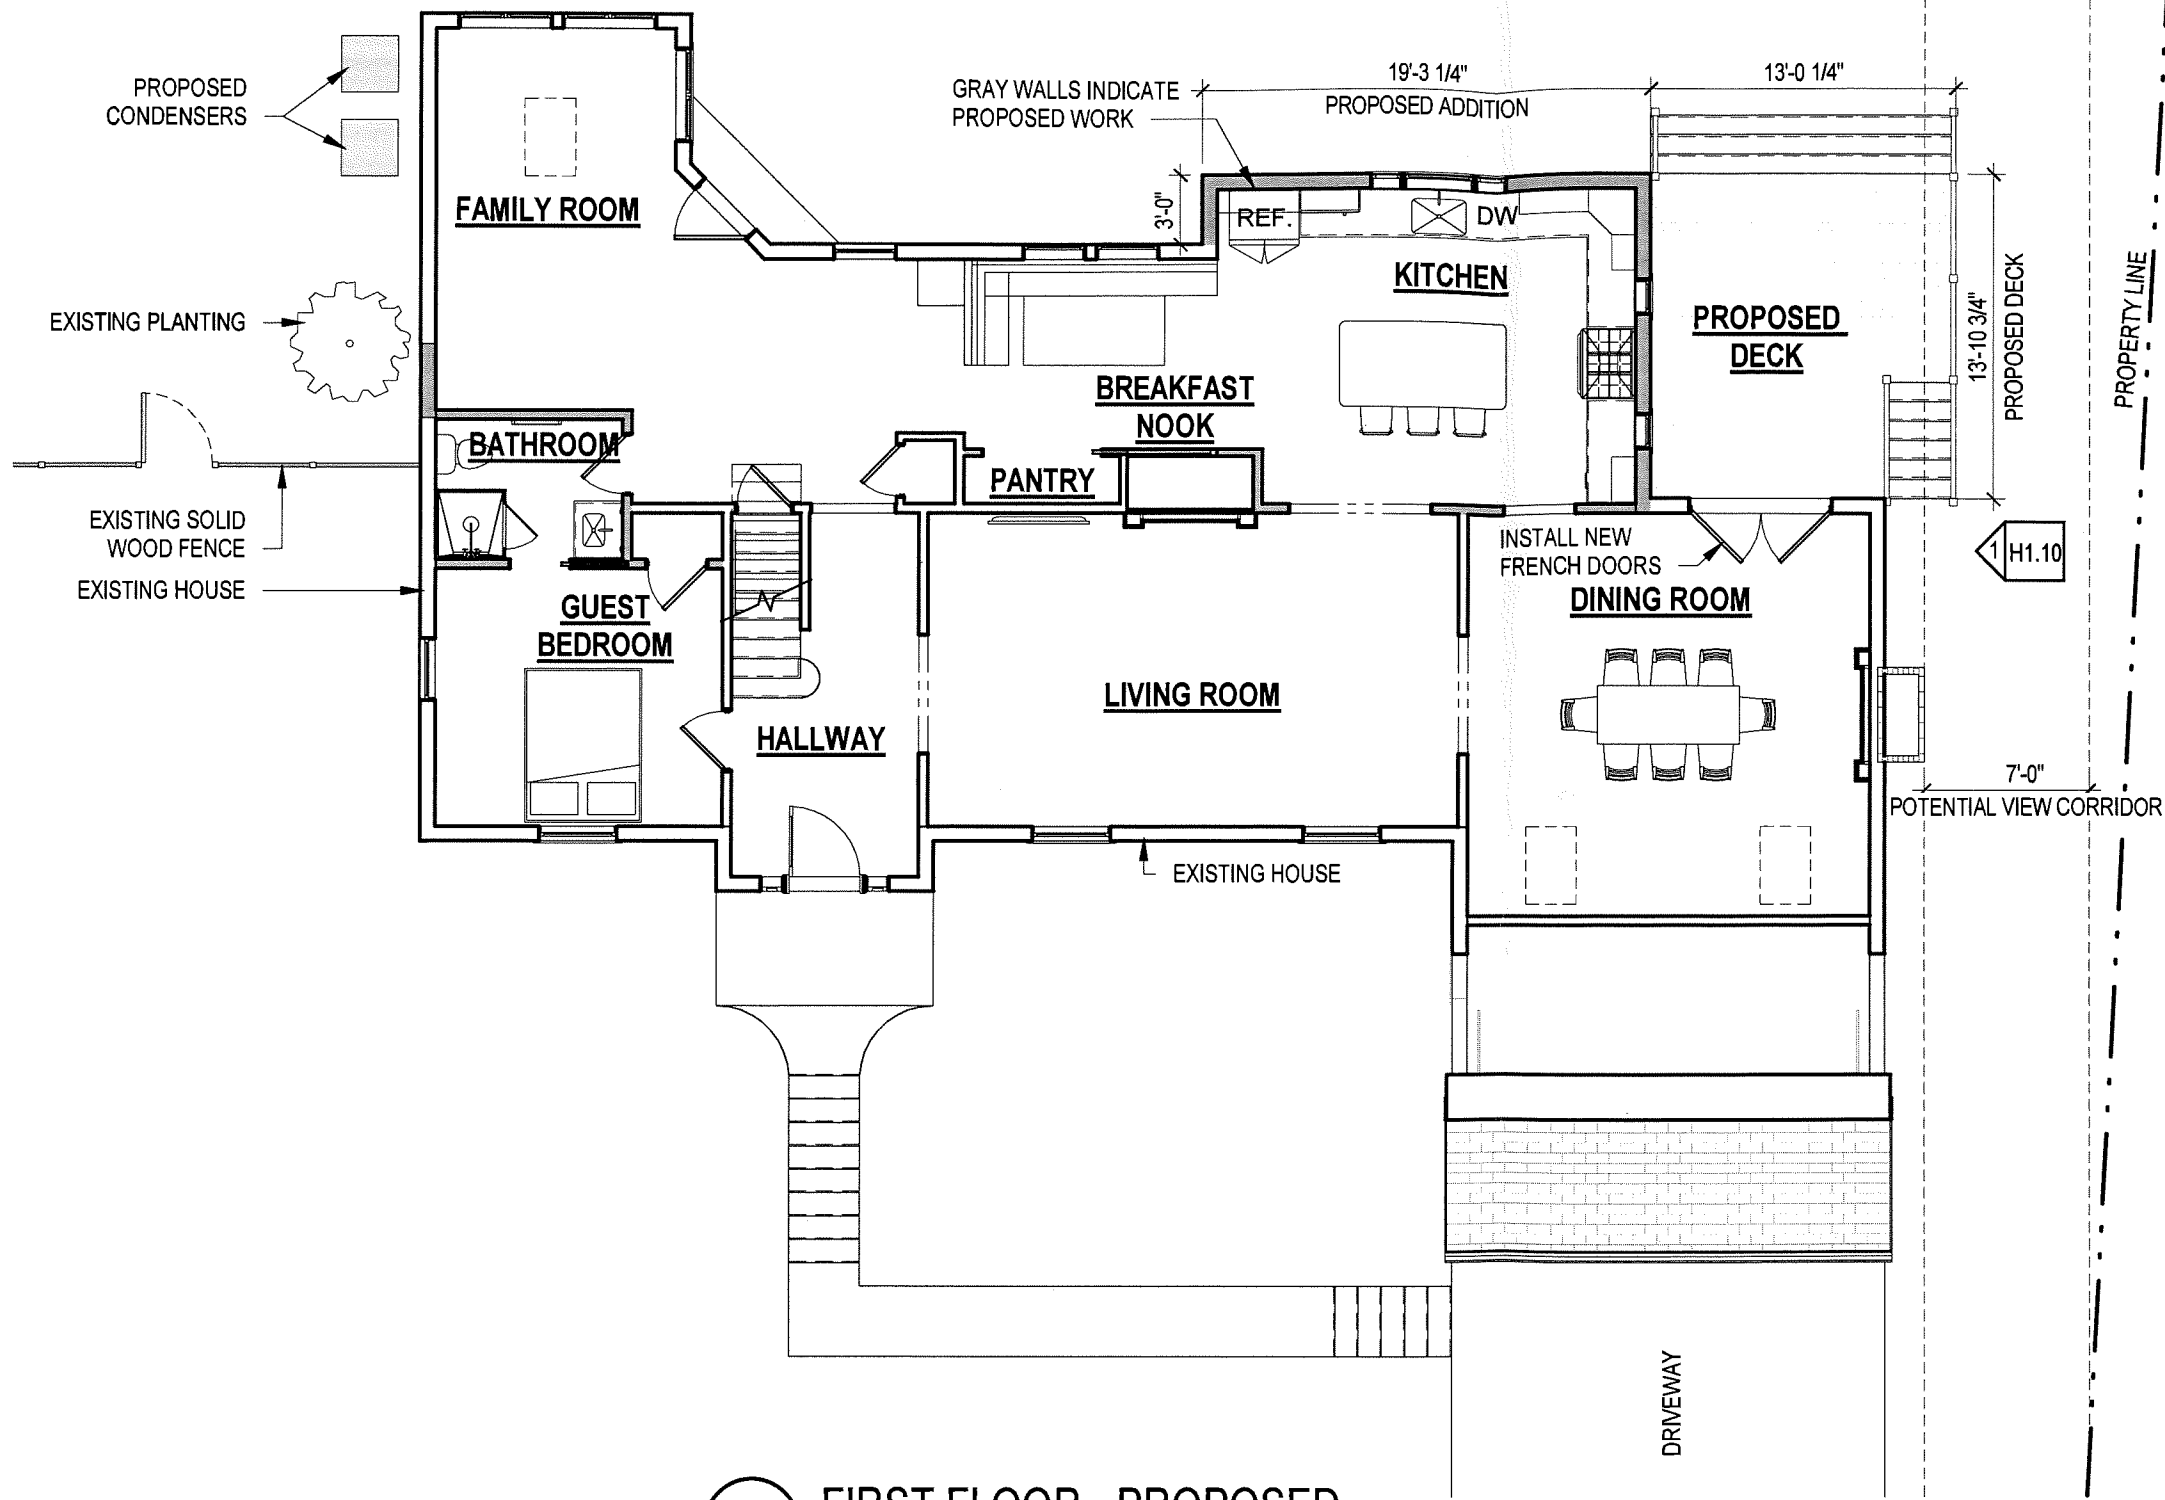 PROPOSED
CONDENSERS
GRAY WALLS INDICATE
PROPOSED WORK
19'-3 1/4"
PROPOSED ADDITION
13'-0 1/4"
FAMILY ROOM
3'-0"
REF.
DW
KITCHEN
EXISTING PLANTING
PROPOSED
DECK
13'-10 3/4"
PROPOSED DECK
PROPERTY LINE
BREAKFAST
NOOK
BATHROOM
PANTRY
EXISTING SOLID
WOOD FENCE
EXISTING HOUSE
INSTALL NEW
FRENCH DOORS
1
H1.10
GUEST
BEDROOM
DINING ROOM
LIVING ROOM
HALLWAY
7'-0"
POTENTIAL VIEW CORRIDOR
EXISTING HOUSE
DRIVEWAY
FIRST FLOOR - PROPOSED